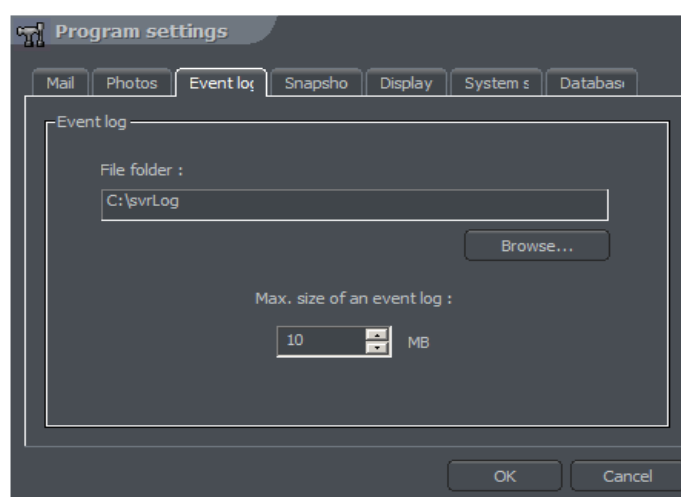 Program settings
Mail Photos Event log Snapsho Display System s Databas
Event log
File folder :
C:\svrLog
Browse...
Max. size of an event log :
10 MB
OK Cancel